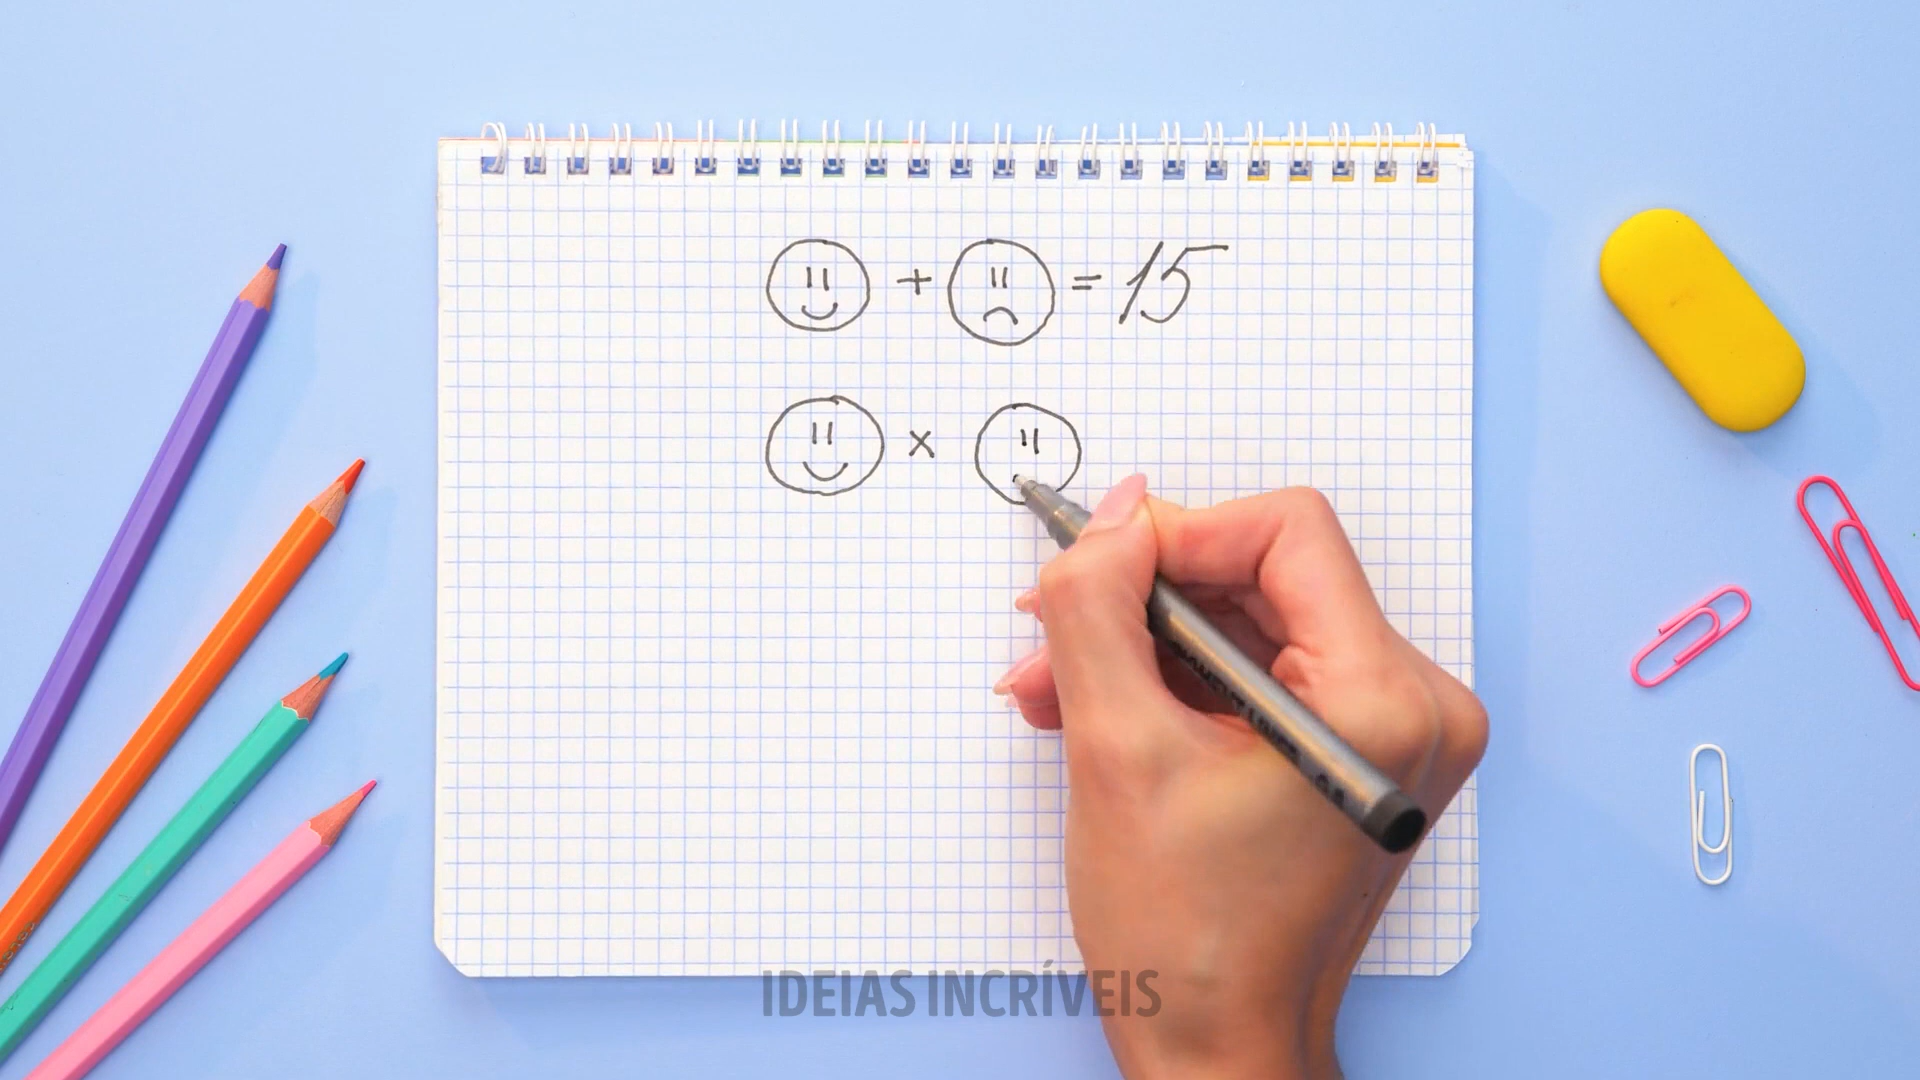 + = 15
x
IDEIAS INCRÍVEIS